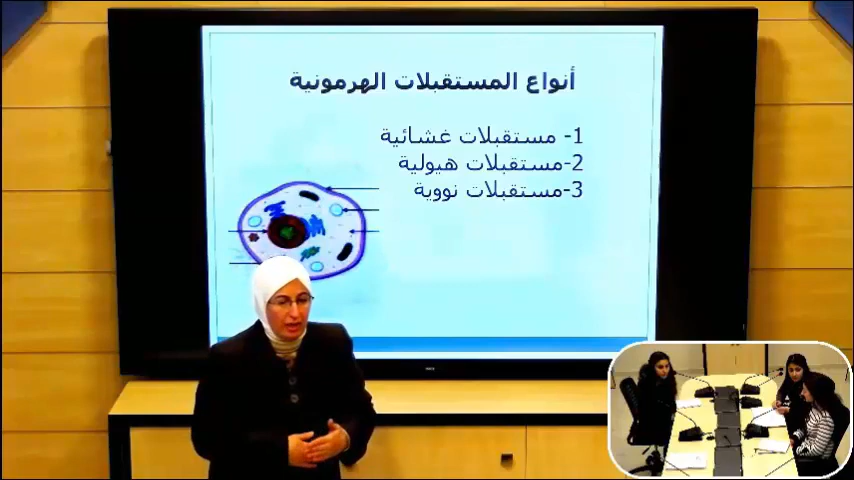 أنواع المستقبلات الهرمونية
1- مستقبلات غشائية
2-مستقبلات هيولية
3-مستقبلات نووية